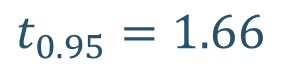 t₀.₉₅ = 1.66